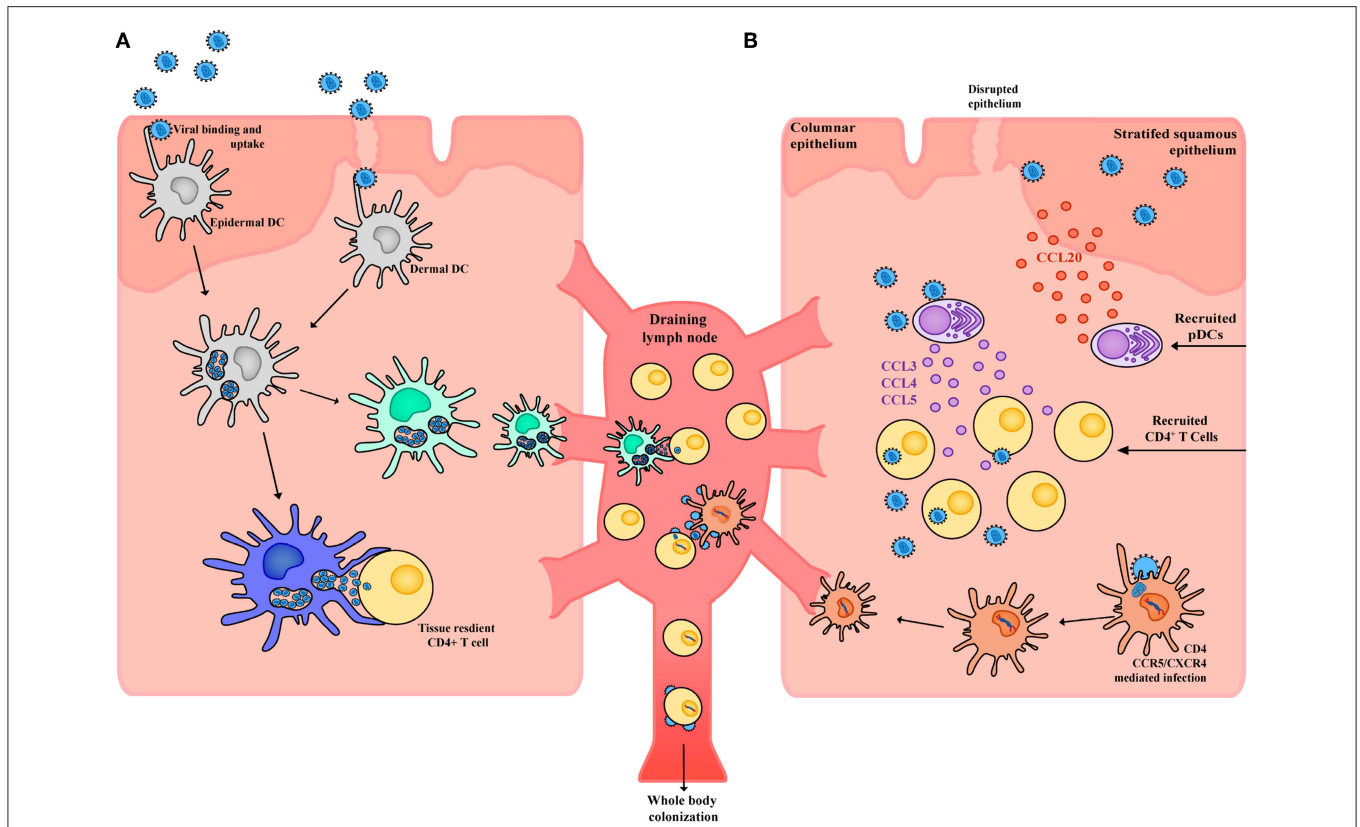 A
Viral binding and
uptake
Epidermal DC
Dermal DC
Tissue resdient
CD4+ T cell
Draining
lymph node
Whole body
colonization
B
Disrupted
epithelium
Columnar
epithelium
Stratifed squamous
epithelium
CCL20
Recruited
pDCs
CCL3
CCL4
CCL5
Recruited
CD4⁺ T Cells
CD4
CCR5/CXCR4
mediated infection